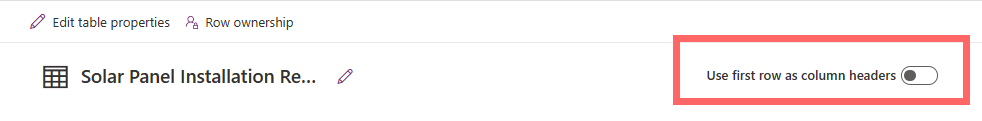 Edit table properties Row ownership
Solar Panel Installation Re... Use first row as column headers